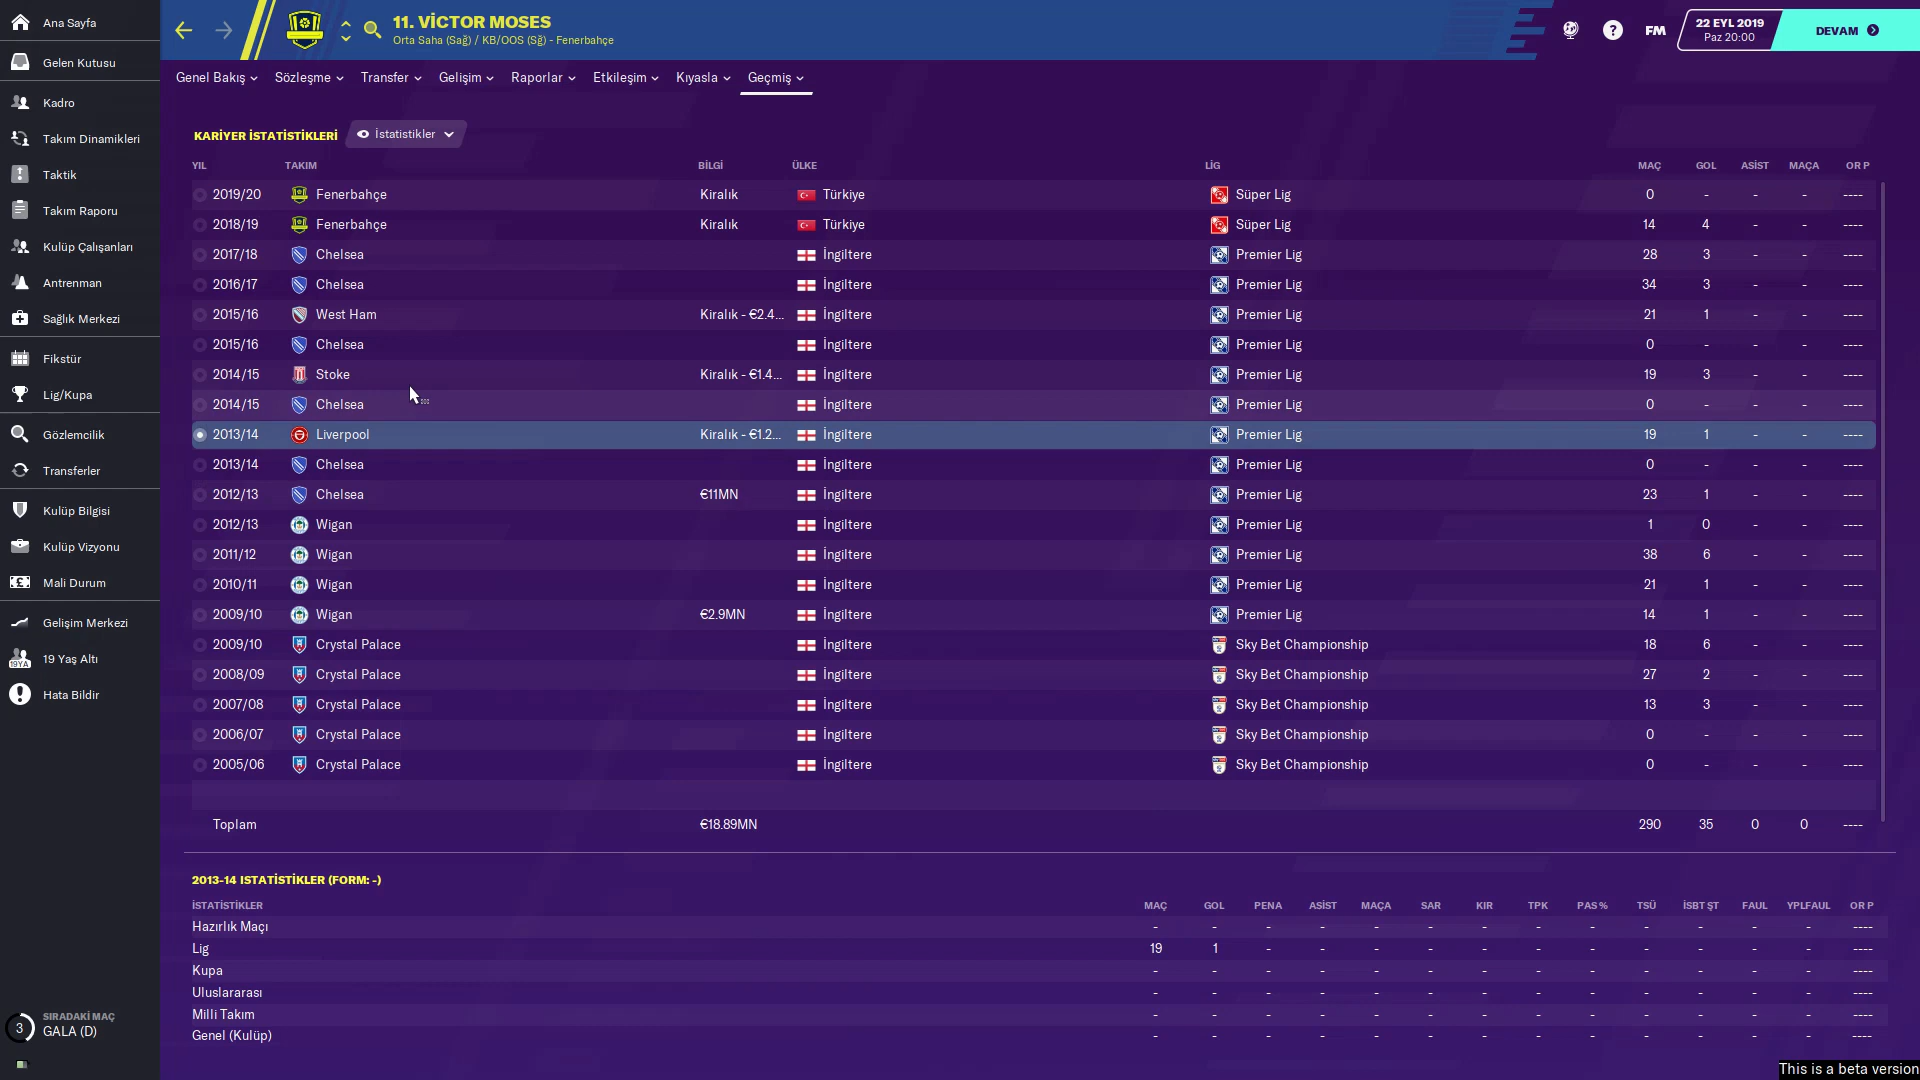 Ana Sayfa
Gelen Kutusu
Kadro
Takım Dinamikleri
Taktik
Takım Raporu
Kulüp Çalışanları
Antrenman
Sağlık Merkezi
Fikstür
Lig/Kupa
Gözlemcilik
Transferler
Kulüp Bilgisi
Kulüp Vizyonu
Mali Durum
Gelişim Merkezi
19YA 19 Yaş Altı
Hata Bildir
3 SIRADAKİ MAÇ
GALA (D)
11. VİCTOR MOSES
Orta Saha (Sağ) / KB/OOS (Sğ) - Fenerbahçe
? FM
22 EYL 2019
Paz 20:00
DEVAM
Genel Bakış Sözleşme Transfer Gelişim Raporlar Etkileşim Kıyasla Geçmiş
KARİYER İSTATİSTİKLERİ İstatistikler
YIL TAKIM BİLGİ ÜLKE LİG MAÇ GOL ASİST MAÇA OR P
2019/20 Fenerbahçe Kiralık Türkiye Süper Lig 0 - - - ----
2018/19 Fenerbahçe Kiralık Türkiye Süper Lig 14 4 - - ----
2017/18 Chelsea İngiltere Premier Lig 28 3 - - ----
2016/17 Chelsea İngiltere Premier Lig 34 3 - - ----
2015/16 West Ham Kiralık - €2.4... İngiltere Premier Lig 21 1 - - ----
2015/16 Chelsea İngiltere Premier Lig 0 - - - ----
2014/15 Stoke Kiralık - €1.4... İngiltere Premier Lig 19 3 - - ----
2014/15 Chelsea İngiltere Premier Lig 0 - - - ----
2013/14 Liverpool Kiralık - €1.2... İngiltere Premier Lig 19 1 - - ----
2013/14 Chelsea İngiltere Premier Lig 0 - - - ----
2012/13 Chelsea €11MN İngiltere Premier Lig 23 1 - - ----
2012/13 Wigan İngiltere Premier Lig 1 0 - - ----
2011/12 Wigan İngiltere Premier Lig 38 6 - - ----
2010/11 Wigan İngiltere Premier Lig 21 1 - - ----
2009/10 Wigan €2.9MN İngiltere Premier Lig 14 1 - - ----
2009/10 Crystal Palace İngiltere Sky Bet Championship 18 6 - - ----
2008/09 Crystal Palace İngiltere Sky Bet Championship 27 2 - - ----
2007/08 Crystal Palace İngiltere Sky Bet Championship 13 3 - - ----
2006/07 Crystal Palace İngiltere Sky Bet Championship 0 - - - ----
2005/06 Crystal Palace İngiltere Sky Bet Championship 0 - - - ----
Toplam €18.89MN 290 35 0 0 ----
2013-14 ISTATİSTİKLER (FORM: -)
İSTATİSTİKLER MAÇ GOL PENA ASİST MAÇA SAR KIR TPK PAS % TSÜ İSBT ŞT FAUL YPLFAUL OR P
Hazırlık Maçı - - - - - - - - - - - - - ----
Lig 19 1 - - - - - - - - - - - ----
Kupa - - - - - - - - - - - - - ----
Uluslararası - - - - - - - - - - - - - ----
Milli Takım - - - - - - - - - - - - - ----
Genel (Kulüp) - - - - - - - - - - - - - ----
This is a beta version